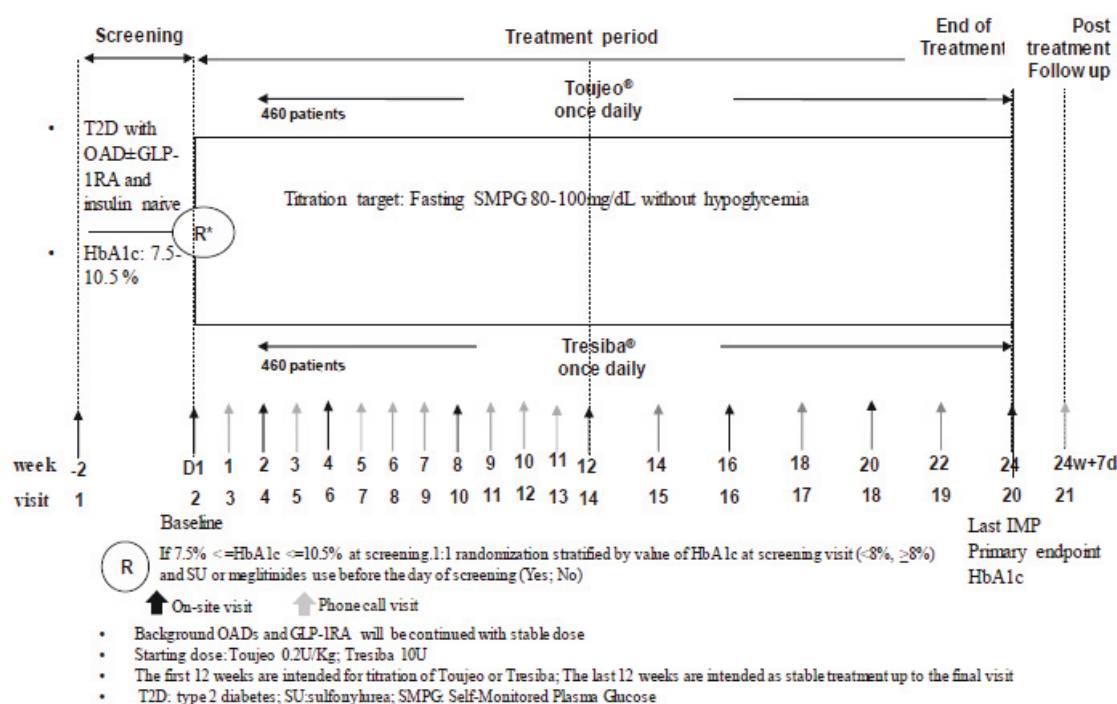 Screening
Treatment period
End of
Treatment
Post
treatment
Follow up
Toujeo®
once daily
460 patients
• T2D with
OAD±GLP-
1RA and
insulin naive
R*
• HbA1c: 7.5-
10.5 %
Titration target: Fasting SMPG 80-100mg/dL without hypoglycemia
Tresiba®
once daily
460 patients
week -2 D1 1 2 3 4 5 6 7 8 9 10 11 12 14 16 18 20 22 24 24w+7d
visit 1 2 3 4 5 6 7 8 9 10 11 12 13 14 15 16 17 18 19 20 21
Baseline
Last IMP
Primary endpoint
HbA1c
R
If 7.5% <=HbA1c <=10.5% at screening.1:1 randomization stratified by value of HbA1c at screening visit (<8%, ≥8%)
and SU or meglitinides use before the day of screening (Yes; No)
On-site visit
Phone call visit
• Background OADs and GLP-1RA will be continued with stable dose
• Starting dose: Toujeo 0.2U/Kg; Tresiba 10U
• The first 12 weeks are intended for titration of Toujeo or Tresiba; The last 12 weeks are intended as stable treatment up to the final visit
• T2D: type 2 diabetes; SU:sulfonylurea; SMPG: Self-Monitored Plasma Glucose